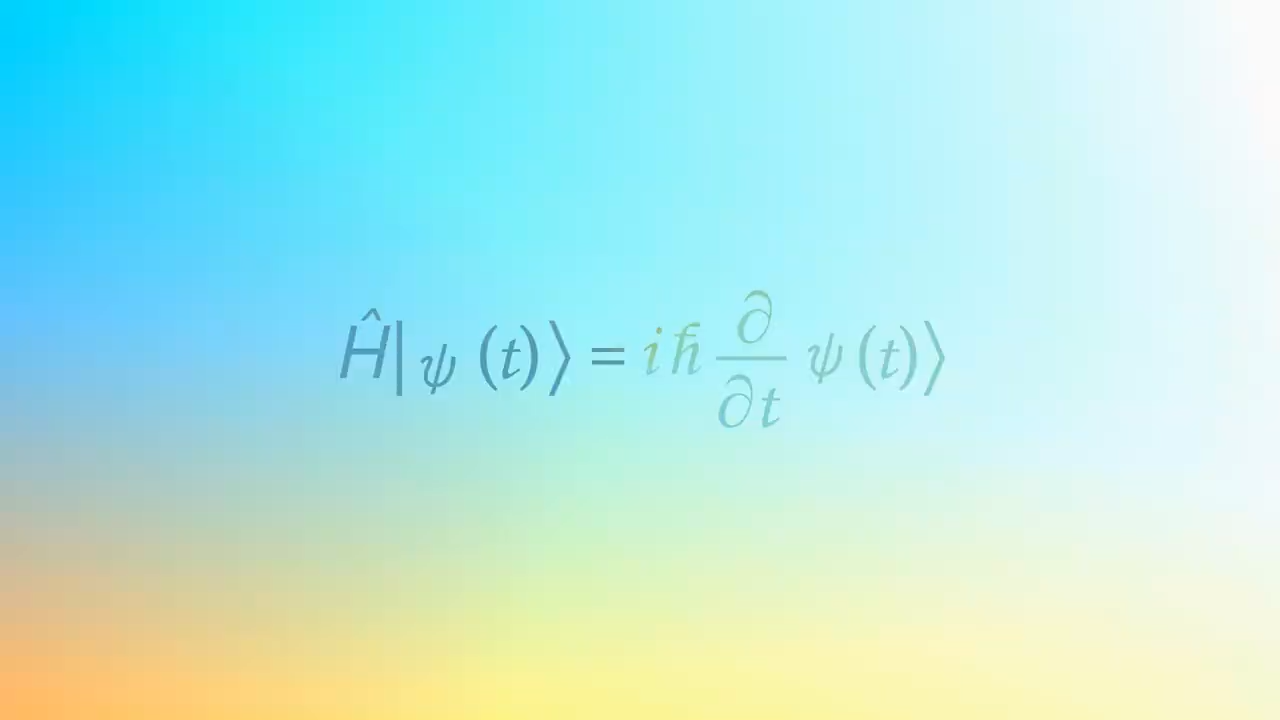 Ĥ|ψ(t)⟩ = iℏ ∂/∂t ψ(t)⟩